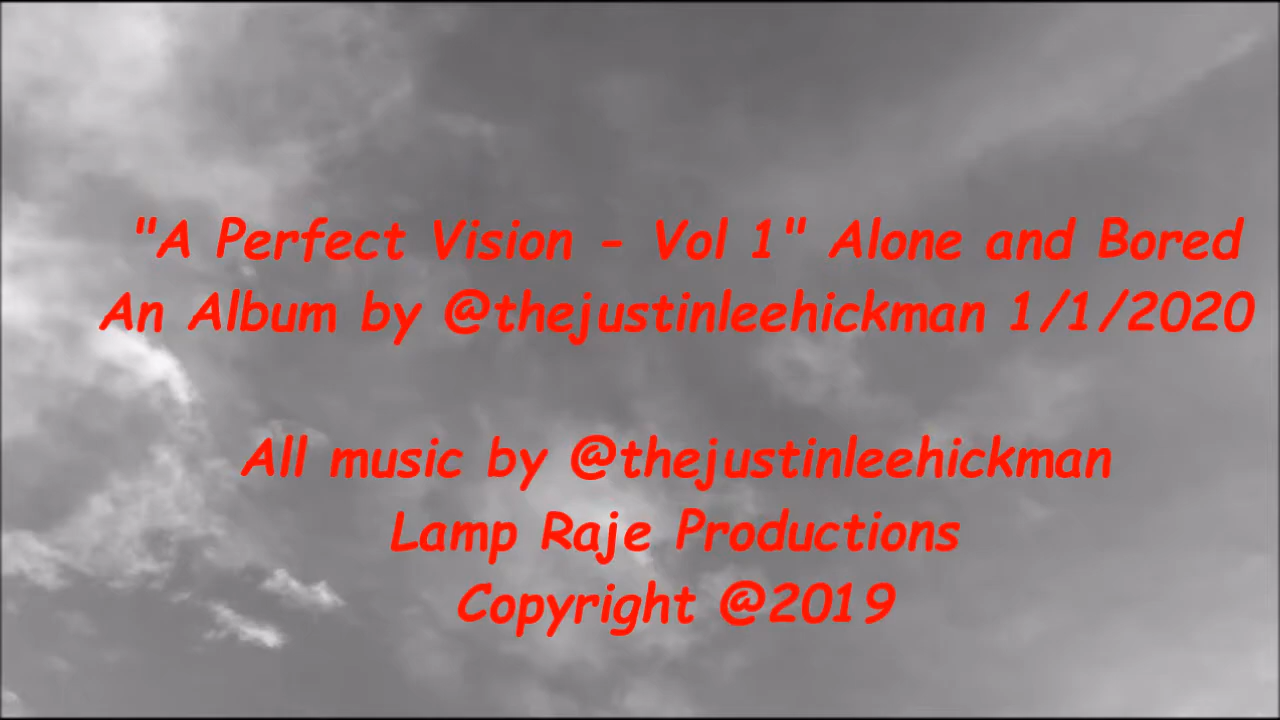 "A Perfect Vision - Vol 1" Alone and Bored
An Album by @thejustinleehickman 1/1/2020
All music by @thejustinleehickman
Lamp Raje Productions
Copyright @2019